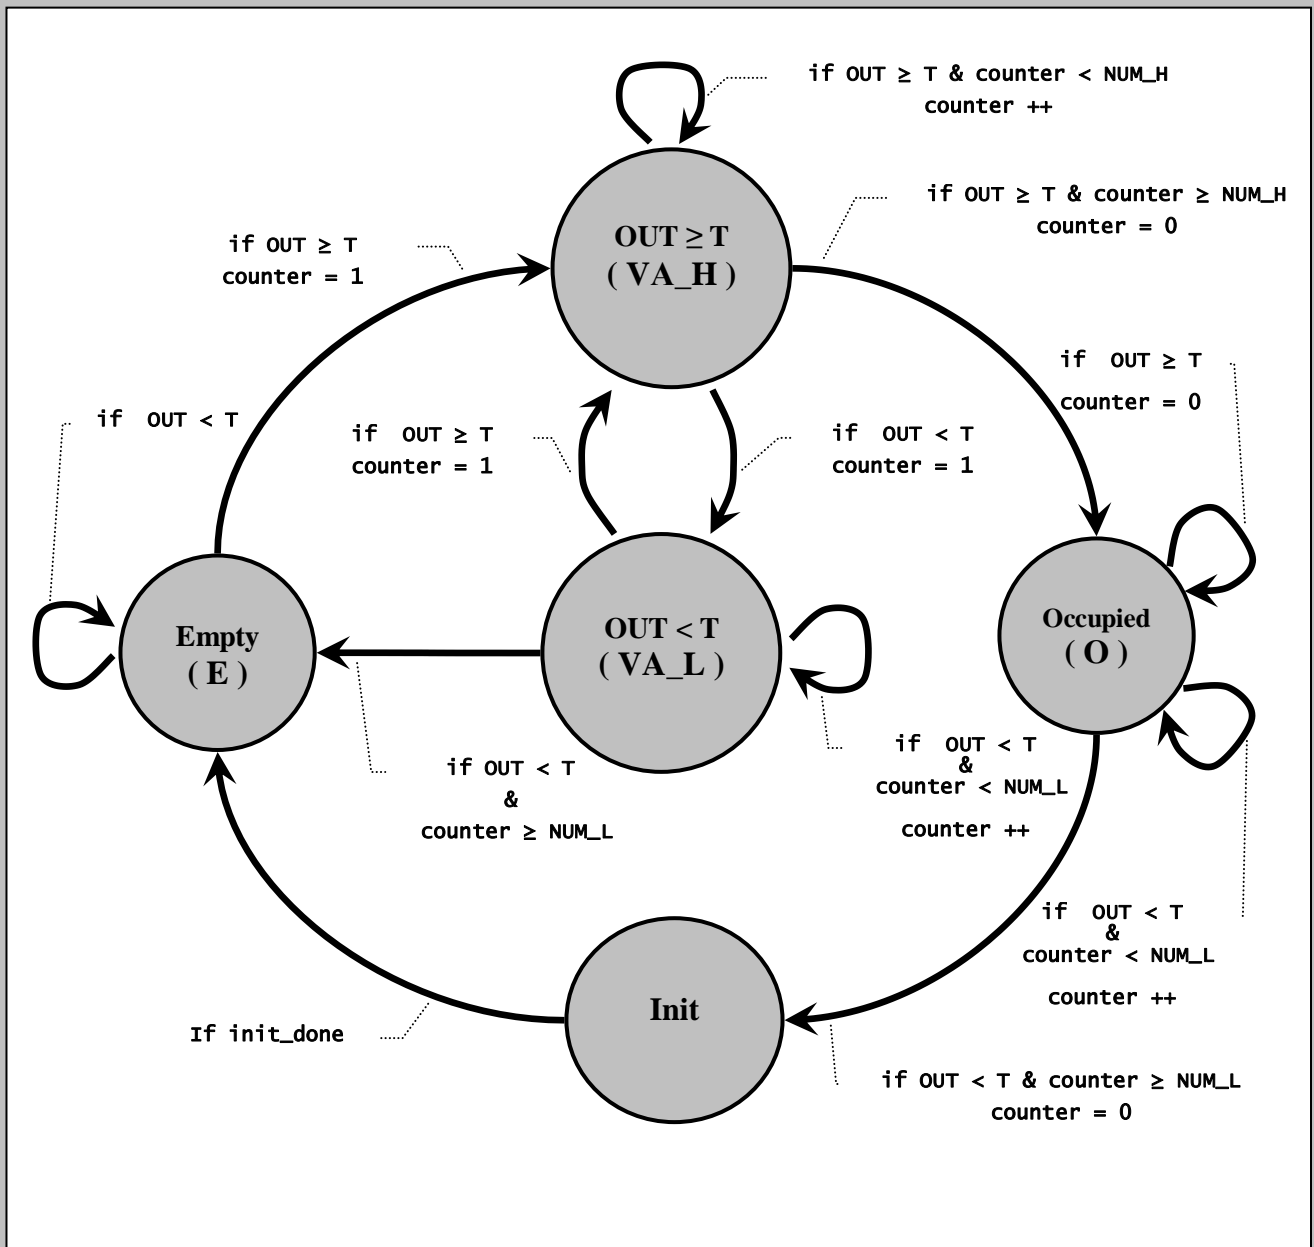 if OUT ≥ T & counter < NUM_H
counter ++
if OUT ≥ T & counter ≥ NUM_H
counter = 0
OUT ≥ T
( VA_H )
if OUT ≥ T
counter = 1
if OUT ≥ T
counter = 0
if OUT < T
if OUT ≥ T
counter = 1
if OUT < T
counter = 1
Empty
( E )
OUT < T
( VA_L )
Occupied
( O )
if OUT < T
&
counter ≥ NUM_L
if OUT < T
&
counter < NUM_L
counter ++
if OUT < T
&
counter < NUM_L
counter ++
Init
If init_done
if OUT < T & counter ≥ NUM_L
counter = 0